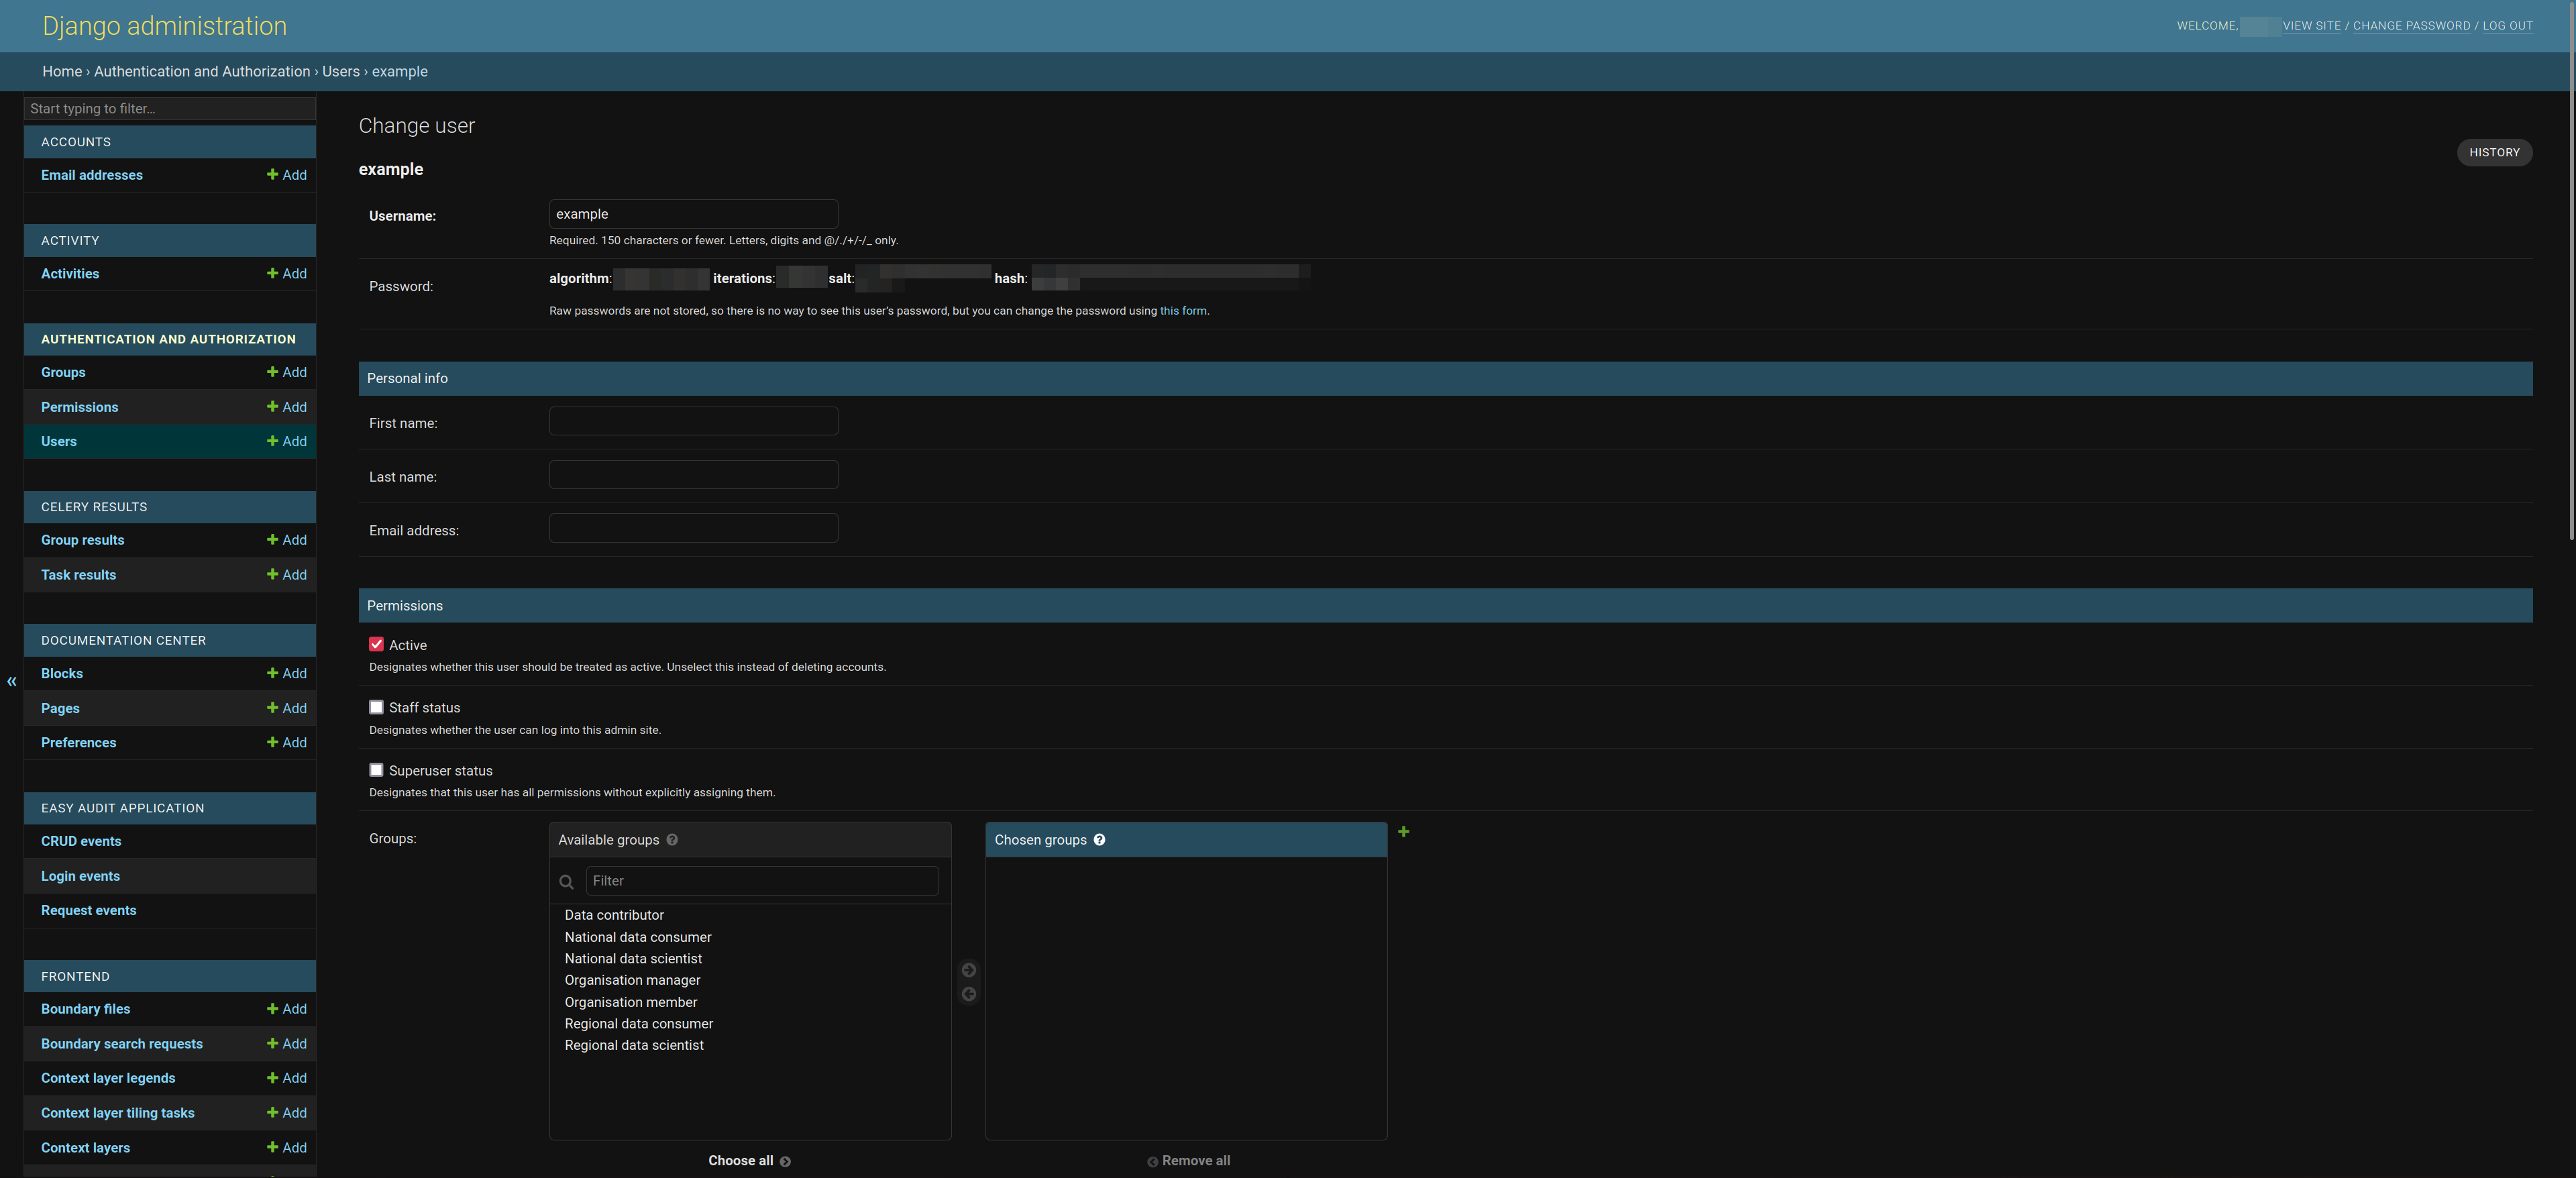 Django administration
WELCOME, VIEW SITE / CHANGE PASSWORD / LOG OUT
Home › Authentication and Authorization › Users › example
Start typing to filter...
ACCOUNTS
Email addresses + Add
ACTIVITY
Activities + Add
AUTHENTICATION AND AUTHORIZATION
Groups + Add
Permissions + Add
Users + Add
CELERY RESULTS
Group results + Add
Task results + Add
DOCUMENTATION CENTER
Blocks + Add
Pages + Add
Preferences + Add
EASY AUDIT APPLICATION
CRUD events
Login events
Request events
FRONTEND
Boundary files + Add
Boundary search requests + Add
Context layer legends + Add
Context layer tiling tasks + Add
Context layers + Add
«
Change user
HISTORY
example
Username: example
Required. 150 characters or fewer. Letters, digits and @/./+/-/_ only.
Password: algorithm: iterations: salt: hash:
Raw passwords are not stored, so there is no way to see this user’s password, but you can change the password using this form.
Personal info
First name:
Last name:
Email address:
Permissions
Active
Designates whether this user should be treated as active. Unselect this instead of deleting accounts.
Staff status
Designates whether the user can log into this admin site.
Superuser status
Designates that this user has all permissions without explicitly assigning them.
Groups:
Available groups ?
Filter
Data contributor
National data consumer
National data scientist
Organisation manager
Organisation member
Regional data consumer
Regional data scientist
Choose all
Chosen groups ?
Remove all